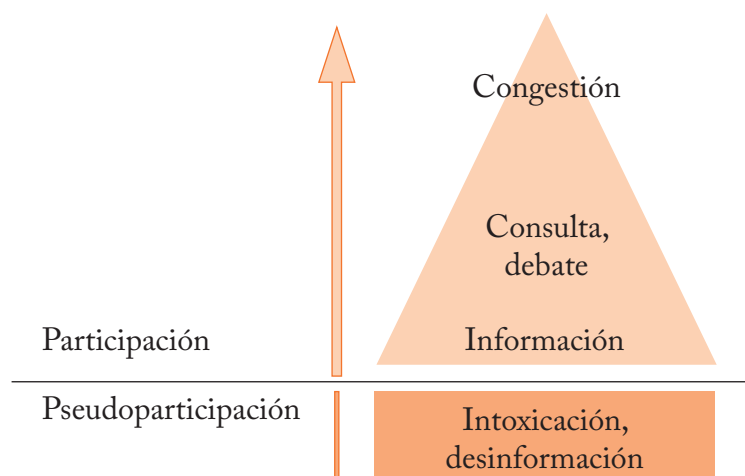 Congestión
Consulta,
debate
Participación
Información
Pseudoparticipación
Intoxicación,
desinformación